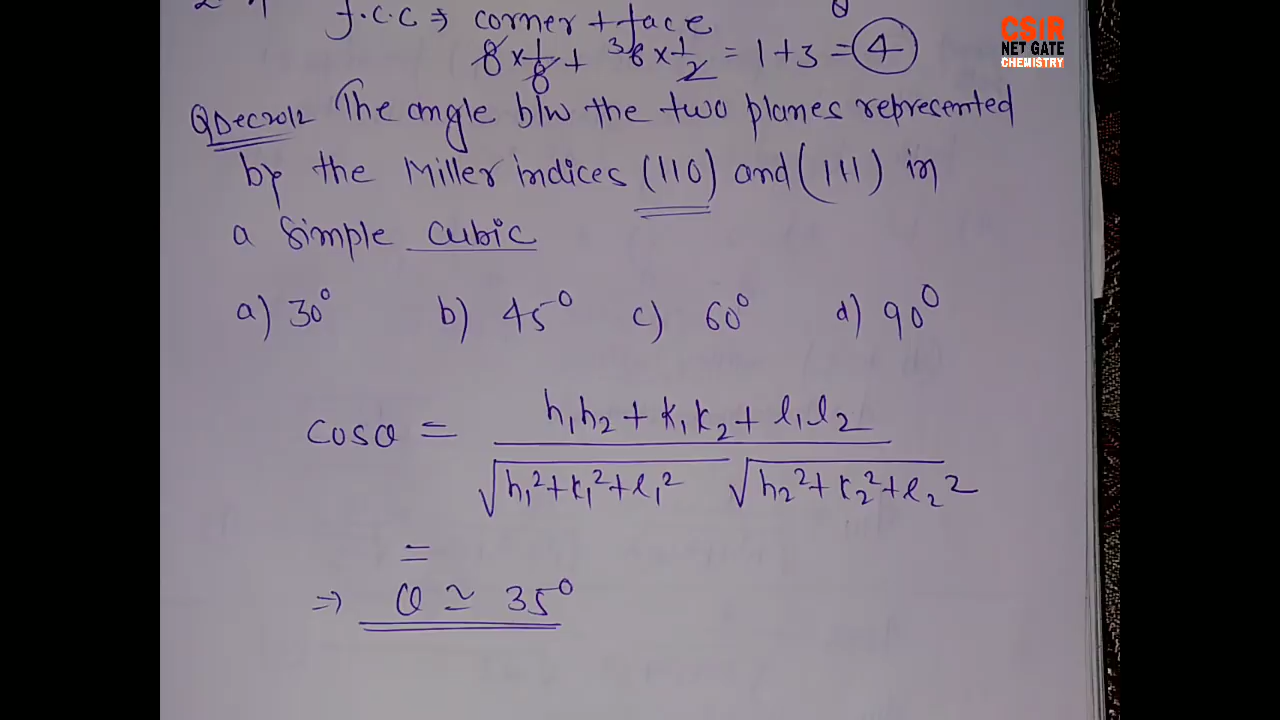 f.c.c ⇒ corner + face
8 × 1/8 + 6 × 1/2 = 1 + 3 = 4
CSIR
NET GATE
CHEMISTRY
Q Dec 2012 The angle b/w the two planes represented
by the Miller indices (110) and (111) in
a simple cubic
a) 30° b) 45° c) 60° d) 90°
cosθ = h₁h₂ + k₁k₂ + l₁l₂ / √h₁²+k₁²+l₁² √h₂²+k₂²+l₂²
=
⇒ θ ≃ 35°